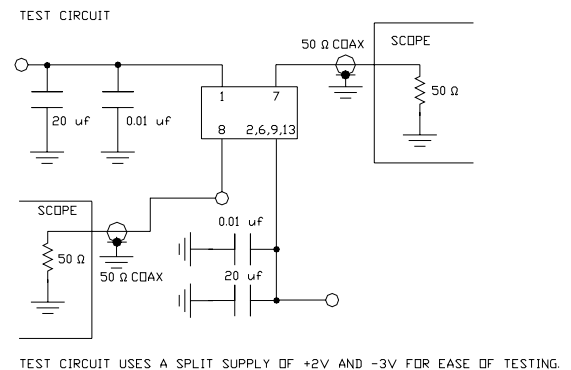 TEST CIRCUIT
50 Ω COAX
SCOPE
50 Ω
1 7
20 uf
0.01 uf
8 2,6,9,13
SCOPE
50 Ω
50 Ω COAX
0.01 uf
20 uf
TEST CIRCUIT USES A SPLIT SUPPLY OF +2V AND -3V FOR EASE OF TESTING.